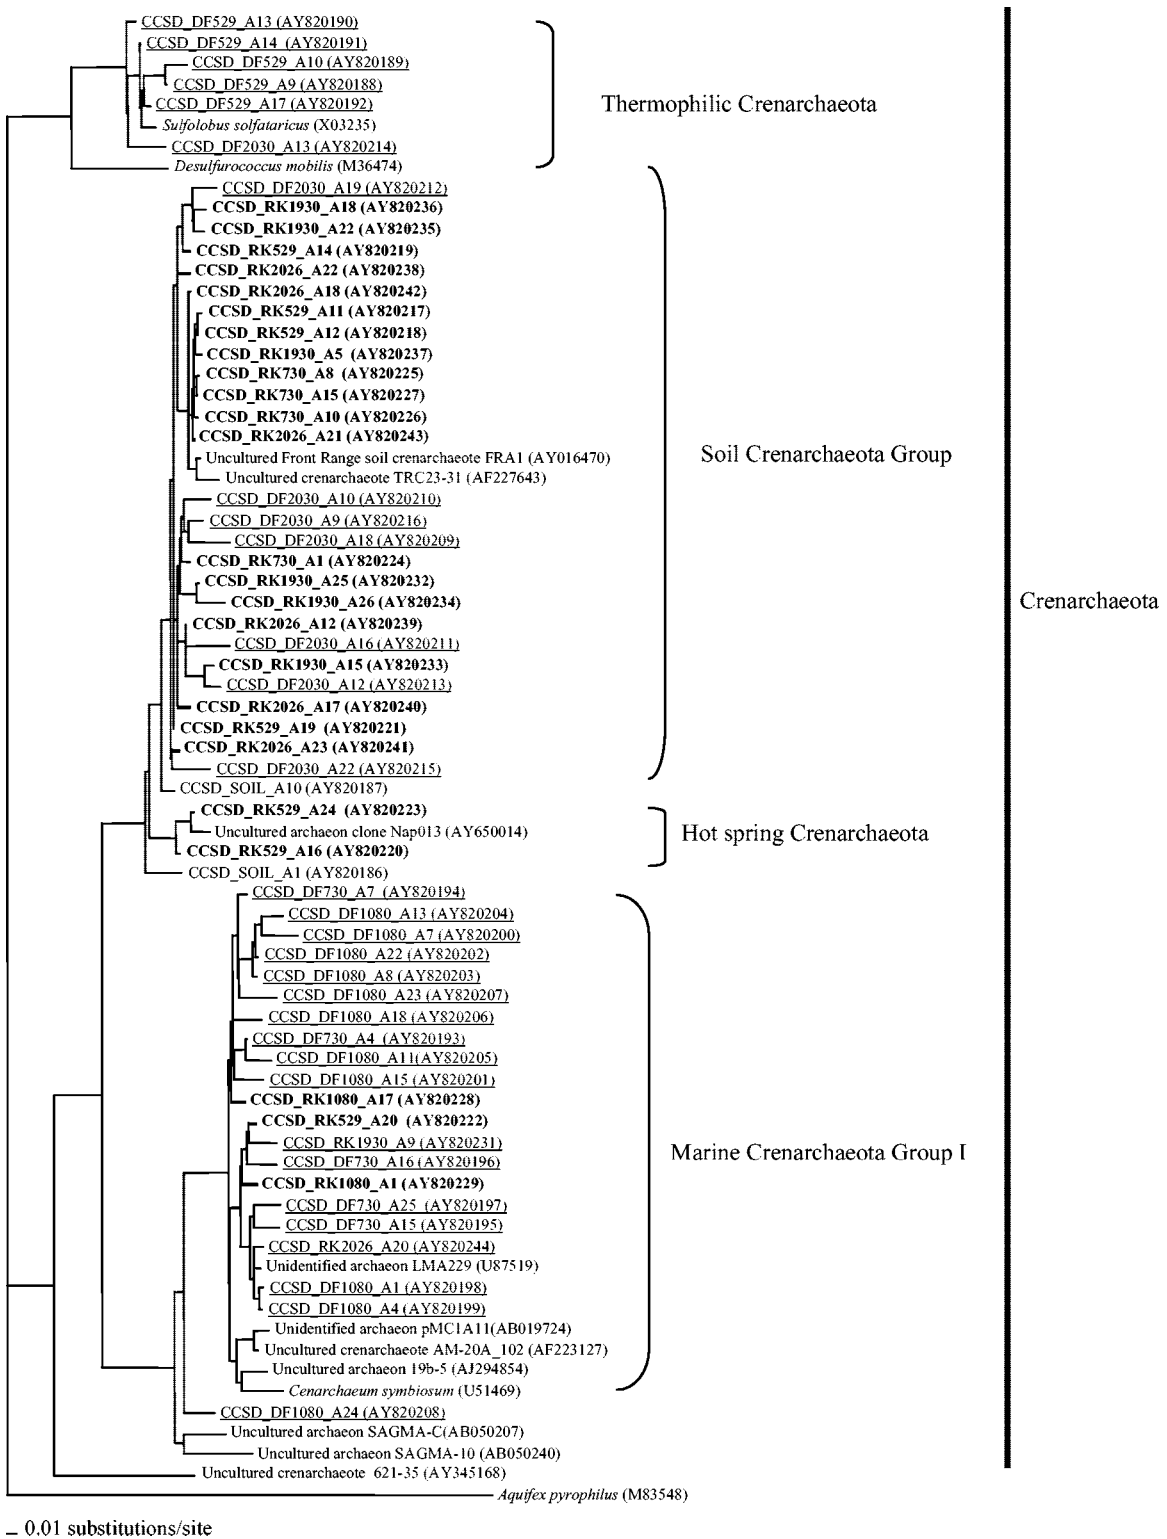 CCSD_DF529_A13 (AY820190)
CCSD_DF529_A14 (AY820191)
CCSD_DF529_A10 (AY820189)
CCSD_DF529_A9 (AY820188)
CCSD_DF529_A17 (AY820192)
Thermophilic Crenarchaeota
Sulfolobus solfataricus (X03235)
CCSD_DF2030_A13 (AY820214)
Desulfurococcus mobilis (M36474)
CCSD_DF2030_A19 (AY820212)
CCSD_RK1930_A18 (AY820236)
CCSD_RK1930_A22 (AY820235)
CCSD_RK529_A14 (AY820219)
CCSD_RK2026_A22 (AY820238)
CCSD_RK2026_A18 (AY820242)
CCSD_RK529_A11 (AY820217)
CCSD_RK529_A12 (AY820218)
CCSD_RK1930_A5 (AY820237)
CCSD_RK730_A8 (AY820225)
CCSD_RK730_A15 (AY820227)
CCSD_RK730_A10 (AY820226)
CCSD_RK2026_A21 (AY820243)
Soil Crenarchaeota Group
Uncultured Front Range soil crenarchaeote FRA1 (AY016470)
Uncultured crenarchaeote TRC23-31 (AF227643)
CCSD_DF2030_A10 (AY820210)
CCSD_DF2030_A9 (AY820216)
CCSD_DF2030_A18 (AY820209)
CCSD_RK730_A1 (AY820224)
CCSD_RK1930_A25 (AY820232)
CCSD_RK1930_A26 (AY820234)
Crenarchaeota
CCSD_RK2026_A12 (AY820239)
CCSD_DF2030_A16 (AY820211)
CCSD_RK1930_A15 (AY820233)
CCSD_DF2030_A12 (AY820213)
CCSD_RK2026_A17 (AY820240)
CCSD_RK529_A19 (AY820221)
CCSD_RK2026_A23 (AY820241)
CCSD_DF2030_A22 (AY820215)
CCSD_SOIL_A10 (AY820187)
CCSD_RK529_A24 (AY820223)
Uncultured archaeon clone Nap013 (AY650014)
Hot spring Crenarchaeota
CCSD_RK529_A16 (AY820220)
CCSD_SOIL_A1 (AY820186)
CCSD_DF730_A7 (AY820194)
CCSD_DF1080_A13 (AY820204)
CCSD_DF1080_A7 (AY820200)
CCSD_DF1080_A22 (AY820202)
CCSD_DF1080_A8 (AY820203)
CCSD_DF1080_A23 (AY820207)
CCSD_DF1080_A18 (AY820206)
CCSD_DF730_A4 (AY820193)
CCSD_DF1080_A11(AY820205)
CCSD_DF1080_A15 (AY820201)
CCSD_RK1080_A17 (AY820228)
CCSD_RK529_A20 (AY820222)
CCSD_RK1930_A9 (AY820231)
Marine Crenarchaeota Group I
CCSD_DF730_A16 (AY820196)
CCSD_RK1080_A1 (AY820229)
CCSD_DF730_A25 (AY820197)
CCSD_DF730_A15 (AY820195)
CCSD_RK2026_A20 (AY820244)
Unidentified archaeon LMA229 (U87519)
CCSD_DF1080_A1 (AY820198)
CCSD_DF1080_A4 (AY820199)
Unidentified archaeon pMC1A11(AB019724)
Uncultured crenarchaeote AM-20A_102 (AF223127)
Uncultured archaeon 19b-5 (AJ294854)
Cenarchaeum symbiosum (U51469)
CCSD_DF1080_A24 (AY820208)
Uncultured archaeon SAGMA-C(AB050207)
Uncultured archaeon SAGMA-10 (AB050240)
Uncultured crenarchaeote 621-35 (AY345168)
Aquifex pyrophilus (M83548)
0.01 substitutions/site